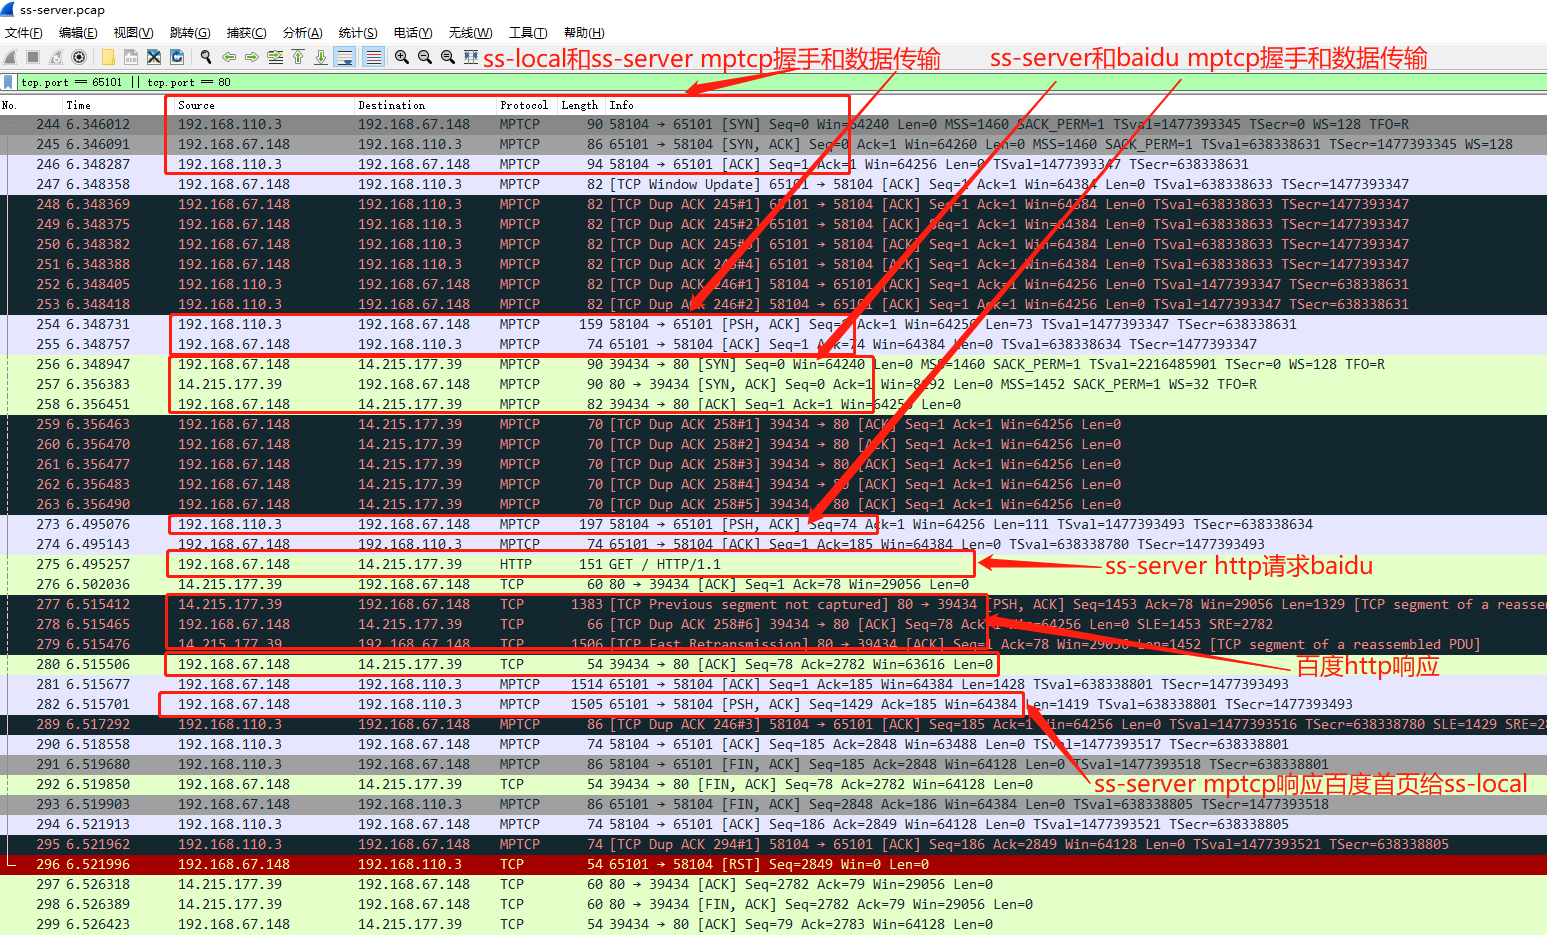 ss-server.pcap
文件(F) 编辑(E) 视图(V) 跳转(G) 捕获(C) 分析(A) 统计(S) 电话(Y) 无线(W) 工具(T) 帮助(H)
ss-local和ss-server mptcp握手和数据传输 ss-server和baidu mptcp握手和数据传输
tcp.port == 65101 || tcp.port == 80
No. Time Source Destination Protocol Length Info
244 6.346012 192.168.110.3 192.168.67.148 MPTCP 90 58104 → 65101 [SYN] Seq=0 Win=64240 Len=0 MSS=1460 SACK_PERM=1 TSval=1477393345 TSecr=0 WS=128 TFO=R
245 6.346091 192.168.67.148 192.168.110.3 MPTCP 86 65101 → 58104 [SYN, ACK] Seq=0 Ack=1 Win=64260 Len=0 MSS=1460 SACK_PERM=1 TSval=638338631 TSecr=1477393345 WS=128
246 6.348287 192.168.110.3 192.168.67.148 MPTCP 94 58104 → 65101 [ACK] Seq=1 Ack=1 Win=64256 Len=0 TSval=1477393347 TSecr=638338631
247 6.348358 192.168.67.148 192.168.110.3 MPTCP 82 [TCP Window Update] 65101 → 58104 [ACK] Seq=1 Ack=1 Win=64384 Len=0 TSval=638338633 TSecr=1477393347
248 6.348369 192.168.67.148 192.168.110.3 MPTCP 82 [TCP Dup ACK 245#1] 65101 → 58104 [ACK] Seq=1 Ack=1 Win=64384 Len=0 TSval=638338633 TSecr=1477393347
249 6.348375 192.168.67.148 192.168.110.3 MPTCP 82 [TCP Dup ACK 245#2] 65101 → 58104 [ACK] Seq=1 Ack=1 Win=64384 Len=0 TSval=638338633 TSecr=1477393347
250 6.348382 192.168.67.148 192.168.110.3 MPTCP 82 [TCP Dup ACK 245#3] 65101 → 58104 [ACK] Seq=1 Ack=1 Win=64384 Len=0 TSval=638338633 TSecr=1477393347
251 6.348388 192.168.67.148 192.168.110.3 MPTCP 82 [TCP Dup ACK 245#4] 65101 → 58104 [ACK] Seq=1 Ack=1 Win=64384 Len=0 TSval=638338633 TSecr=1477393347
252 6.348405 192.168.110.3 192.168.67.148 MPTCP 82 [TCP Dup ACK 246#1] 58104 → 65101 [ACK] Seq=1 Ack=1 Win=64256 Len=0 TSval=1477393347 TSecr=638338631
253 6.348418 192.168.110.3 192.168.67.148 MPTCP 82 [TCP Dup ACK 246#2] 58104 → 65101 [ACK] Seq=1 Ack=1 Win=64256 Len=0 TSval=1477393347 TSecr=638338631
254 6.348731 192.168.110.3 192.168.67.148 MPTCP 159 58104 → 65101 [PSH, ACK] Seq=1 Ack=1 Win=64256 Len=73 TSval=1477393347 TSecr=638338631
255 6.348757 192.168.67.148 192.168.110.3 MPTCP 74 65101 → 58104 [ACK] Seq=1 Ack=74 Win=64384 Len=0 TSval=638338634 TSecr=1477393347
256 6.348947 192.168.67.148 14.215.177.39 MPTCP 90 39434 → 80 [SYN] Seq=0 Win=64240 Len=0 MSS=1460 SACK_PERM=1 TSval=2216485901 TSecr=0 WS=128 TFO=R
257 6.356383 14.215.177.39 192.168.67.148 MPTCP 90 80 → 39434 [SYN, ACK] Seq=0 Ack=1 Win=8192 Len=0 MSS=1452 SACK_PERM=1 WS=32 TFO=R
258 6.356451 192.168.67.148 14.215.177.39 MPTCP 82 39434 → 80 [ACK] Seq=1 Ack=1 Win=64256 Len=0
259 6.356463 192.168.67.148 14.215.177.39 MPTCP 70 [TCP Dup ACK 258#1] 39434 → 80 [ACK] Seq=1 Ack=1 Win=64256 Len=0
260 6.356470 192.168.67.148 14.215.177.39 MPTCP 70 [TCP Dup ACK 258#2] 39434 → 80 [ACK] Seq=1 Ack=1 Win=64256 Len=0
261 6.356477 192.168.67.148 14.215.177.39 MPTCP 70 [TCP Dup ACK 258#3] 39434 → 80 [ACK] Seq=1 Ack=1 Win=64256 Len=0
262 6.356483 192.168.67.148 14.215.177.39 MPTCP 70 [TCP Dup ACK 258#4] 39434 → 80 [ACK] Seq=1 Ack=1 Win=64256 Len=0
263 6.356490 192.168.67.148 14.215.177.39 MPTCP 70 [TCP Dup ACK 258#5] 39434 → 80 [ACK] Seq=1 Ack=1 Win=64256 Len=0
273 6.495076 192.168.110.3 192.168.67.148 MPTCP 197 58104 → 65101 [PSH, ACK] Seq=74 Ack=1 Win=64256 Len=111 TSval=1477393493 TSecr=638338634
274 6.495143 192.168.67.148 192.168.110.3 MPTCP 74 65101 → 58104 [ACK] Seq=1 Ack=185 Win=64384 Len=0 TSval=638338780 TSecr=1477393493
275 6.495257 192.168.67.148 14.215.177.39 HTTP 151 GET / HTTP/1.1
ss-server http请求baidu
276 6.502036 14.215.177.39 192.168.67.148 TCP 60 80 → 39434 [ACK] Seq=1 Ack=78 Win=29056 Len=0
277 6.515412 14.215.177.39 192.168.67.148 TCP 1383 [TCP Previous segment not captured] 80 → 39434 [PSH, ACK] Seq=1453 Ack=78 Win=29056 Len=1329 [TCP segment of a reasse
278 6.515465 192.168.67.148 14.215.177.39 TCP 66 [TCP Dup ACK 258#6] 39434 → 80 [ACK] Seq=78 Ack=1 Win=64256 Len=0 SLE=1453 SRE=2782
279 6.515476 14.215.177.39 192.168.67.148 TCP 1506 [TCP Fast Retransmission] 80 → 39434 [ACK] Seq=1 Ack=78 Win=29056 Len=1452 [TCP segment of a reassembled PDU]
280 6.515506 192.168.67.148 14.215.177.39 TCP 54 39434 → 80 [ACK] Seq=78 Ack=2782 Win=63616 Len=0
百度http响应
281 6.515677 192.168.67.148 192.168.110.3 MPTCP 1514 65101 → 58104 [ACK] Seq=1 Ack=185 Win=64384 Len=1428 TSval=638338801 TSecr=1477393493
282 6.515701 192.168.67.148 192.168.110.3 MPTCP 1505 65101 → 58104 [PSH, ACK] Seq=1429 Ack=185 Win=64384 Len=1419 TSval=638338801 TSecr=1477393493
289 6.517292 192.168.110.3 192.168.67.148 MPTCP 86 [TCP Dup ACK 246#3] 58104 → 65101 [ACK] Seq=185 Ack=1 Win=64256 Len=0 TSval=1477393516 TSecr=638338780 SLE=1429 SRE=28
290 6.518558 192.168.110.3 192.168.67.148 MPTCP 74 58104 → 65101 [ACK] Seq=185 Ack=2848 Win=63488 Len=0 TSval=1477393517 TSecr=638338801
291 6.519680 192.168.110.3 192.168.67.148 MPTCP 86 58104 → 65101 [FIN, ACK] Seq=185 Ack=2848 Win=64128 Len=0 TSval=1477393518 TSecr=638338801
292 6.519850 192.168.67.148 14.215.177.39 TCP 54 39434 → 80 [FIN, ACK] Seq=78 Ack=2782 Win=64128 Len=0
ss-server mptcp响应百度首页给ss-local
293 6.519903 192.168.67.148 192.168.110.3 MPTCP 86 65101 → 58104 [FIN, ACK] Seq=2848 Ack=186 Win=64384 Len=0 TSval=638338805 TSecr=1477393518
294 6.521913 192.168.110.3 192.168.67.148 MPTCP 74 58104 → 65101 [ACK] Seq=186 Ack=2849 Win=64128 Len=0 TSval=1477393521 TSecr=638338805
295 6.521962 192.168.110.3 192.168.67.148 MPTCP 74 [TCP Dup ACK 294#1] 58104 → 65101 [ACK] Seq=186 Ack=2849 Win=64128 Len=0 TSval=1477393521 TSecr=638338805
296 6.521996 192.168.67.148 192.168.110.3 TCP 54 65101 → 58104 [RST] Seq=2849 Win=0 Len=0
297 6.526318 14.215.177.39 192.168.67.148 TCP 60 80 → 39434 [ACK] Seq=2782 Ack=79 Win=29056 Len=0
298 6.526389 14.215.177.39 192.168.67.148 TCP 60 80 → 39434 [FIN, ACK] Seq=2782 Ack=79 Win=29056 Len=0
299 6.526423 192.168.67.148 14.215.177.39 TCP 54 39434 → 80 [ACK] Seq=79 Ack=2783 Win=64128 Len=0